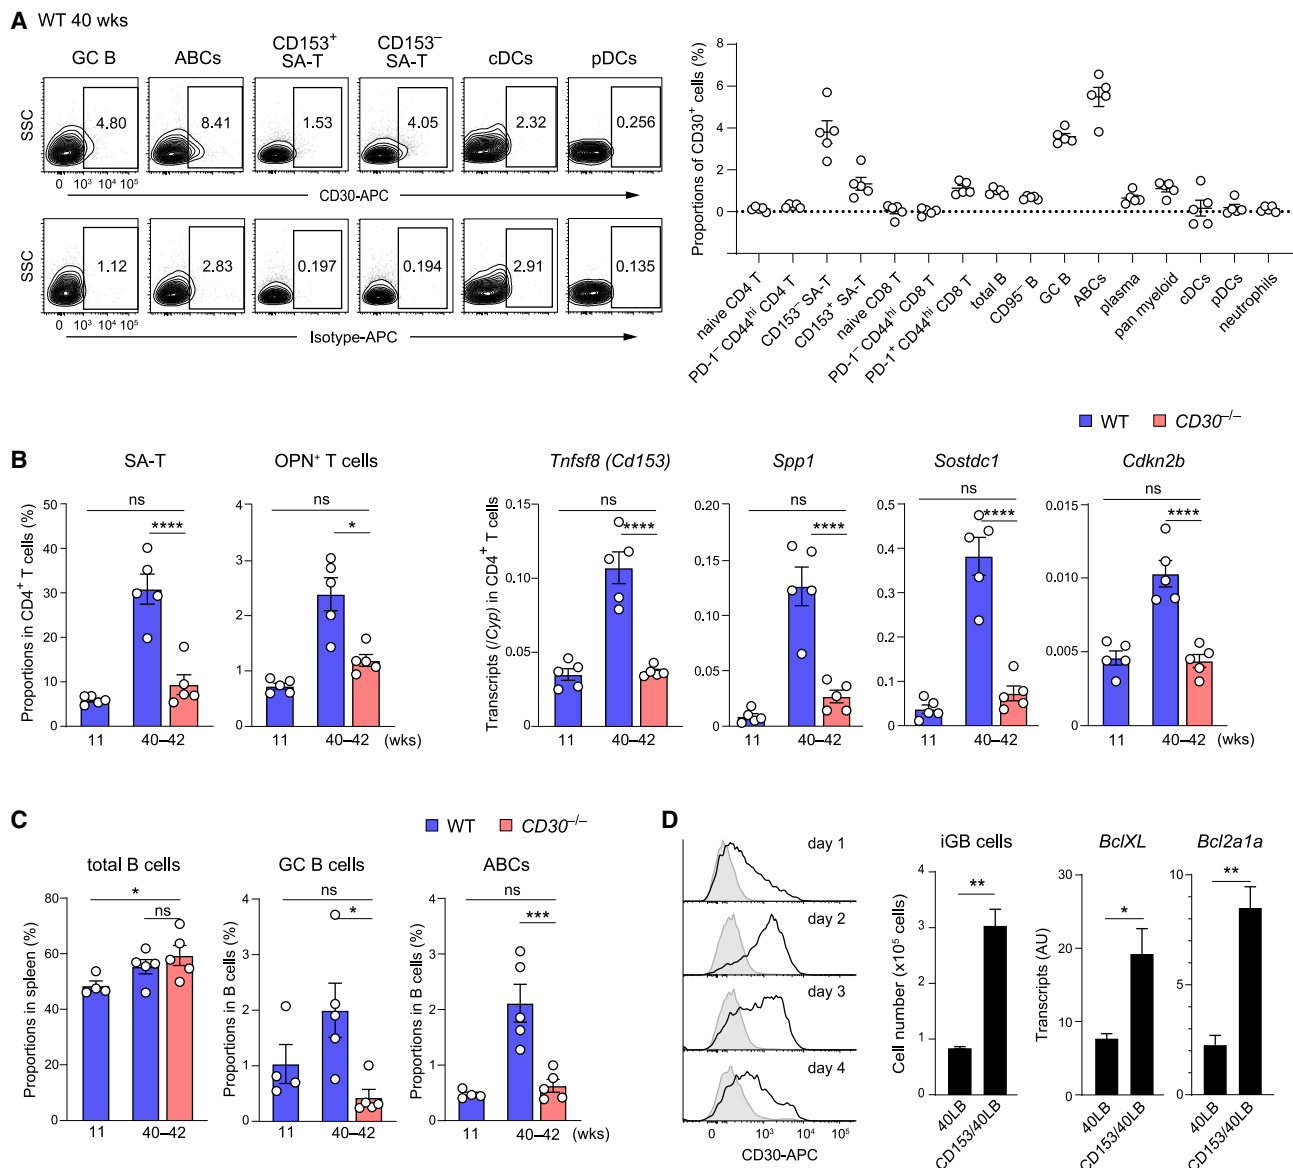 A WT 40 wks
GC B ABCs CD153⁺ SA-T CD153⁻ SA-T cDCs pDCs
SSC
4.80 8.41 1.53 4.05 2.32 0.256
0 10³ 10⁴ 10⁵
CD30-APC
SSC
1.12 2.83 0.197 0.194 2.91 0.135
Isotype-APC
Proportions of CD30⁺ cells (%)
8
6
4
2
0
naive CD4 T
PD-1⁻ CD44ʰⁱ CD4 T
CD153⁻ SA-T
CD153⁺ SA-T
naive CD8 T
PD-1⁻ CD44ʰⁱ CD8 T
PD-1⁺ CD44ʰⁱ CD8 T
total B
CD95⁻ B
GC B
ABCs
plasma
pan myeloid
cDCs
pDCs
neutrophils
WT CD30⁻/⁻
B
SA-T
Proportions in CD4⁺ T cells (%)
50
40
30
20
10
0
ns
****
11 40–42
OPN⁺ T cells
4
3
2
1
0
ns
*
11 40–42 (wks)
Tnfsf8 (Cd153)
Transcripts (/Cyp) in CD4⁺ T cells
0.15
0.10
0.05
0
ns
****
11 40–42
Spp1
0.20
0.15
0.10
0.05
0
ns
****
11 40–42
Sostdc1
0.5
0.4
0.3
0.2
0.1
0
ns
****
11 40–42
Cdkn2b
0.015
0.010
0.005
0
ns
****
11 40–42 (wks)
C
WT CD30⁻/⁻
total B cells
Proportions in spleen (%)
80
60
40
20
0
*
ns
11 40–42
GC B cells
Proportions in B cells (%)
4
3
2
1
0
ns
*
11 40–42
ABCs
Proportions in B cells (%)
4
3
2
1
0
ns
***
11 40–42 (wks)
D
day 1
day 2
day 3
day 4
0 10³ 10⁴ 10⁵
CD30-APC
iGB cells
Cell number (x10⁵ cells)
4
3
2
1
0
**
40LB
CD153/40LB
BclXL
Transcripts (AU)
30
20
10
0
*
40LB
CD153/40LB
Bcl2a1a
10
5
0
**
40LB
CD153/40LB